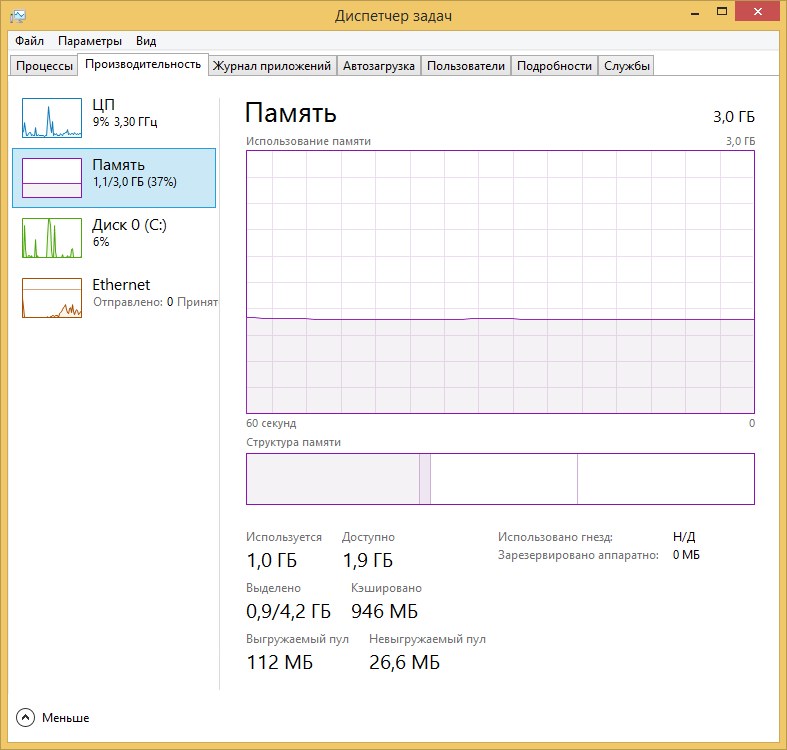 Диспетчер задач
Файл Параметры Вид
Процессы Производительность Журнал приложений Автозагрузка Пользователи Подробности Службы
ЦП
9% 3,30 ГГц
Память
1,1/3,0 ГБ (37%)
Диск 0 (C:)
6%
Ethernet
Отправлено: 0 Принят
Память 3,0 ГБ
Использование памяти 3,0 ГБ
60 секунд 0
Структура памяти
Используется Доступно
1,0 ГБ 1,9 ГБ
Выделено Кэшировано
0,9/4,2 ГБ 946 МБ
Выгружаемый пул Невыгружаемый пул
112 МБ 26,6 МБ
Использовано гнезд: Н/Д
Зарезервировано аппаратно: 0 МБ
Меньше